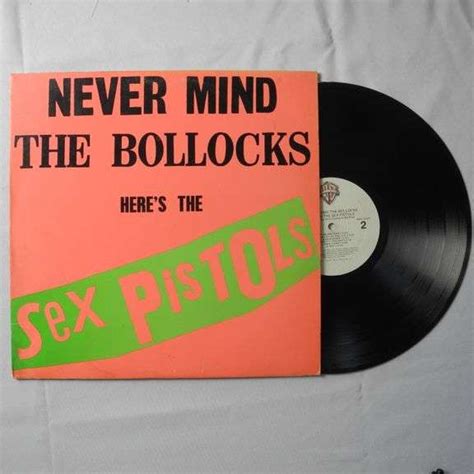 NEVER MIND
THE BOLLOCKS
HERE'S THE
Sex PISTOLS
2